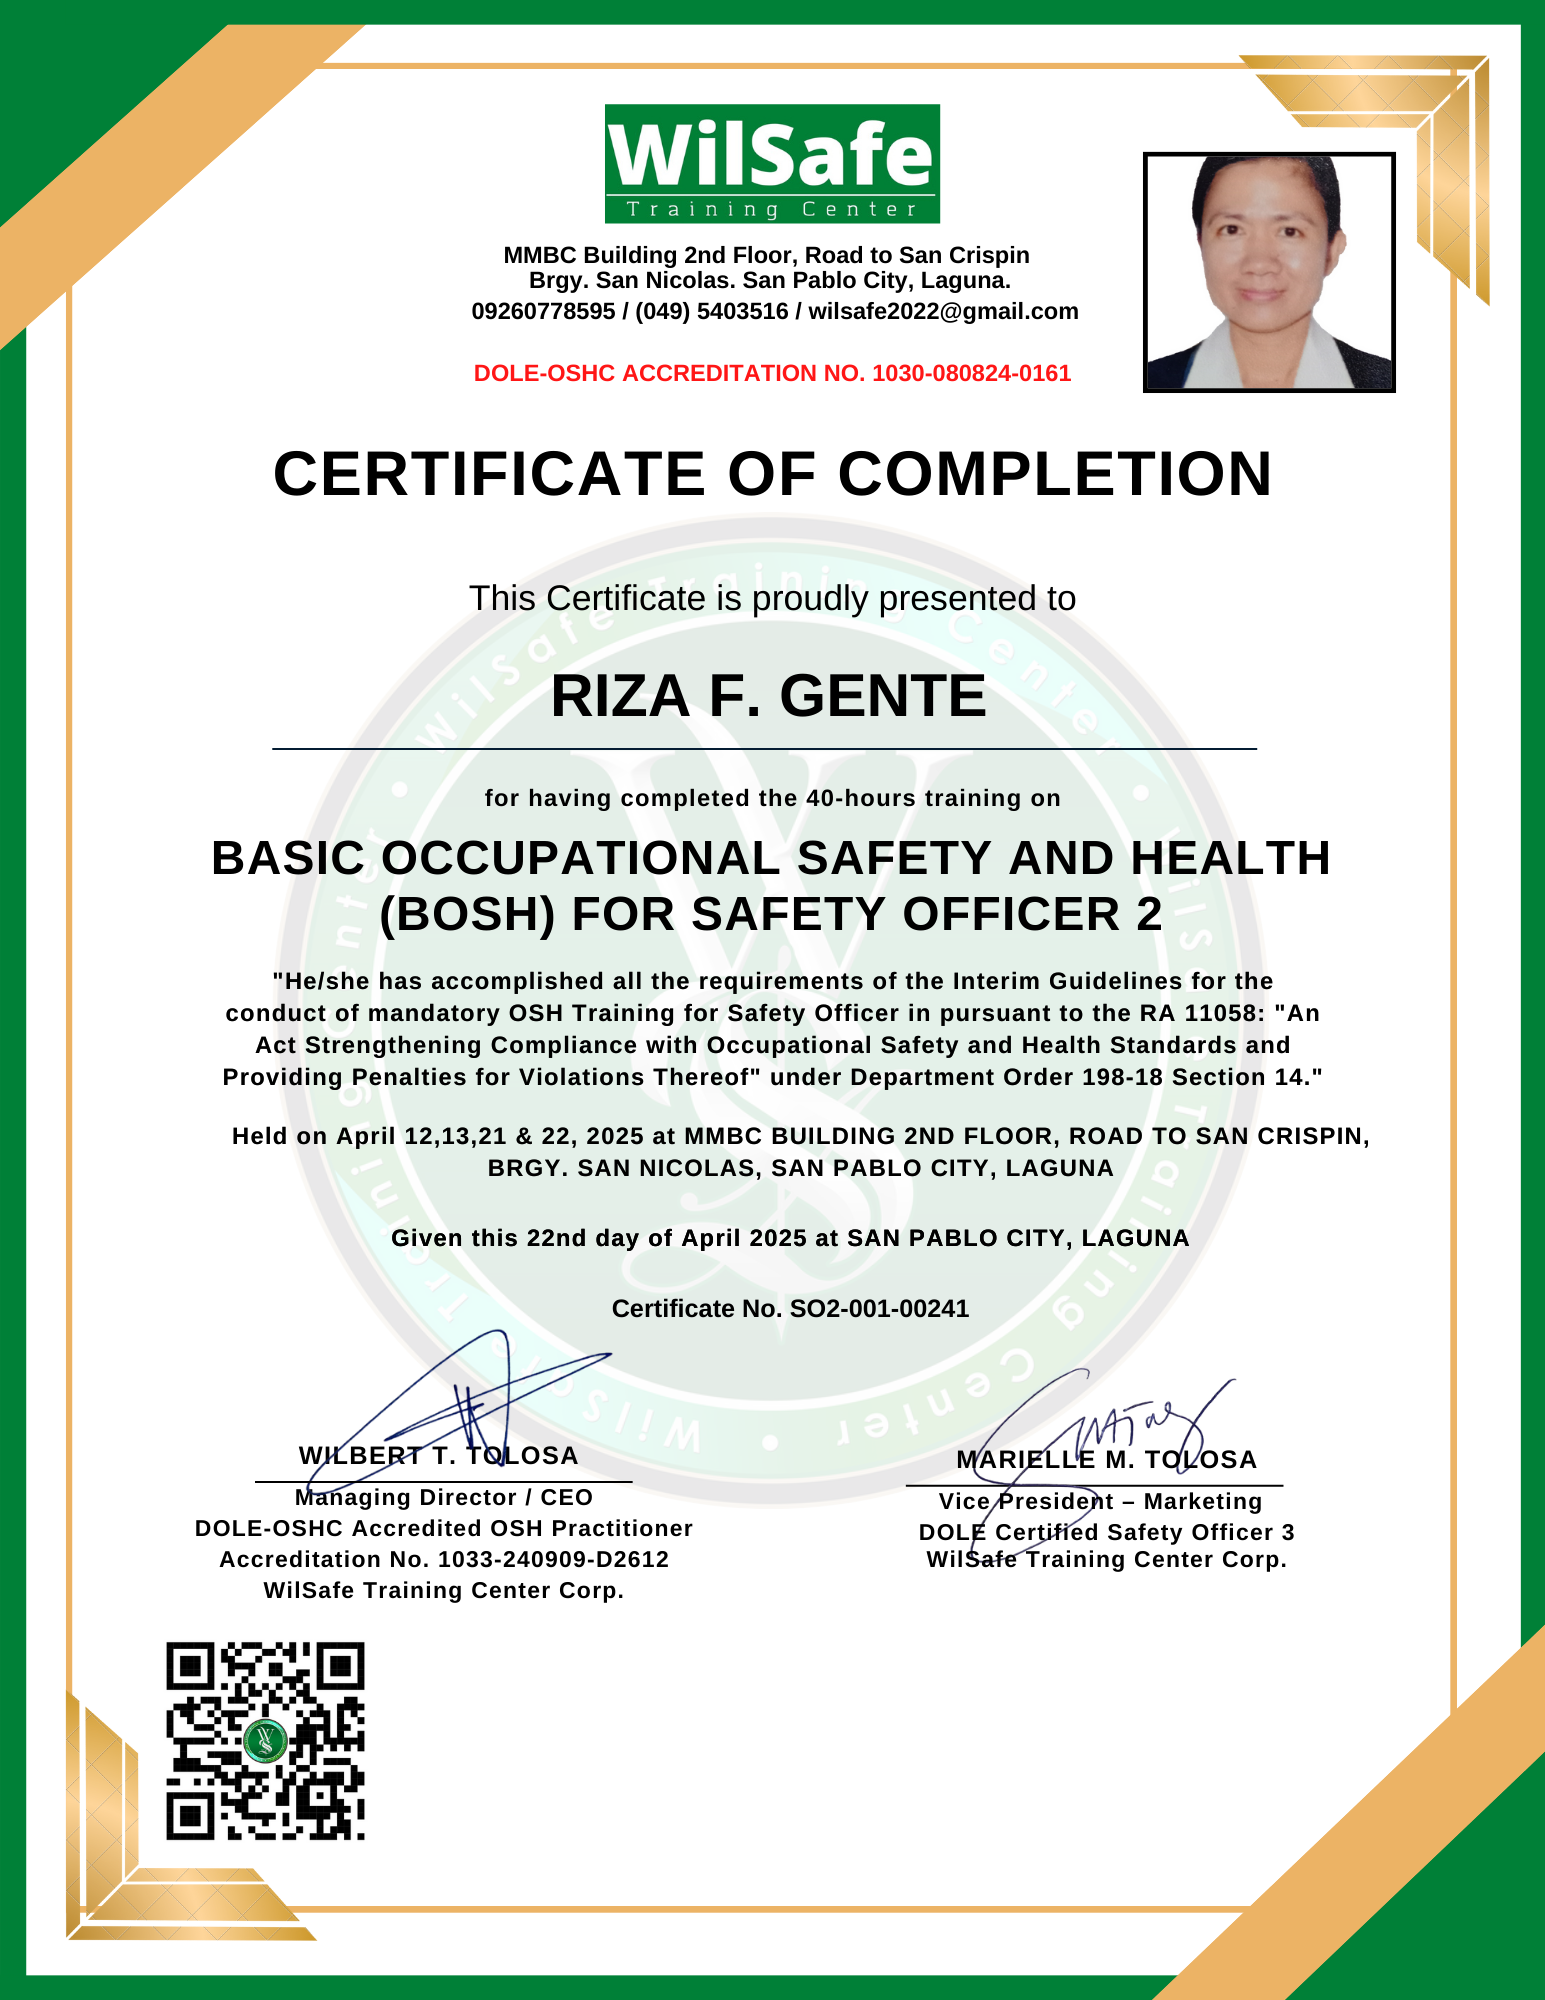 WilSafe
Training Center
MMBC Building 2nd Floor, Road to San Crispin
Brgy. San Nicolas. San Pablo City, Laguna.
09260778595 / (049) 5403516 / wilsafe2022@gmail.com
DOLE-OSHC ACCREDITATION NO. 1030-080824-0161
CERTIFICATE OF COMPLETION
This Certificate is proudly presented to
RIZA F. GENTE
for having completed the 40-hours training on
BASIC OCCUPATIONAL SAFETY AND HEALTH
(BOSH) FOR SAFETY OFFICER 2
"He/she has accomplished all the requirements of the Interim Guidelines for the
conduct of mandatory OSH Training for Safety Officer in pursuant to the RA 11058: "An
Act Strengthening Compliance with Occupational Safety and Health Standards and
Providing Penalties for Violations Thereof" under Department Order 198-18 Section 14."
Held on April 12,13,21 & 22, 2025 at MMBC BUILDING 2ND FLOOR, ROAD TO SAN CRISPIN,
BRGY. SAN NICOLAS, SAN PABLO CITY, LAGUNA
Given this 22nd day of April 2025 at SAN PABLO CITY, LAGUNA
Certificate No. SO2-001-00241
WILBERT T. TOLOSA
Managing Director / CEO
DOLE-OSHC Accredited OSH Practitioner
Accreditation No. 1033-240909-D2612
WilSafe Training Center Corp.
MARIELLE M. TOLOSA
Vice President – Marketing
DOLE Certified Safety Officer 3
WilSafe Training Center Corp.
WilSafe Training Center • WilSafe Training Center • WilSafe Training Center •